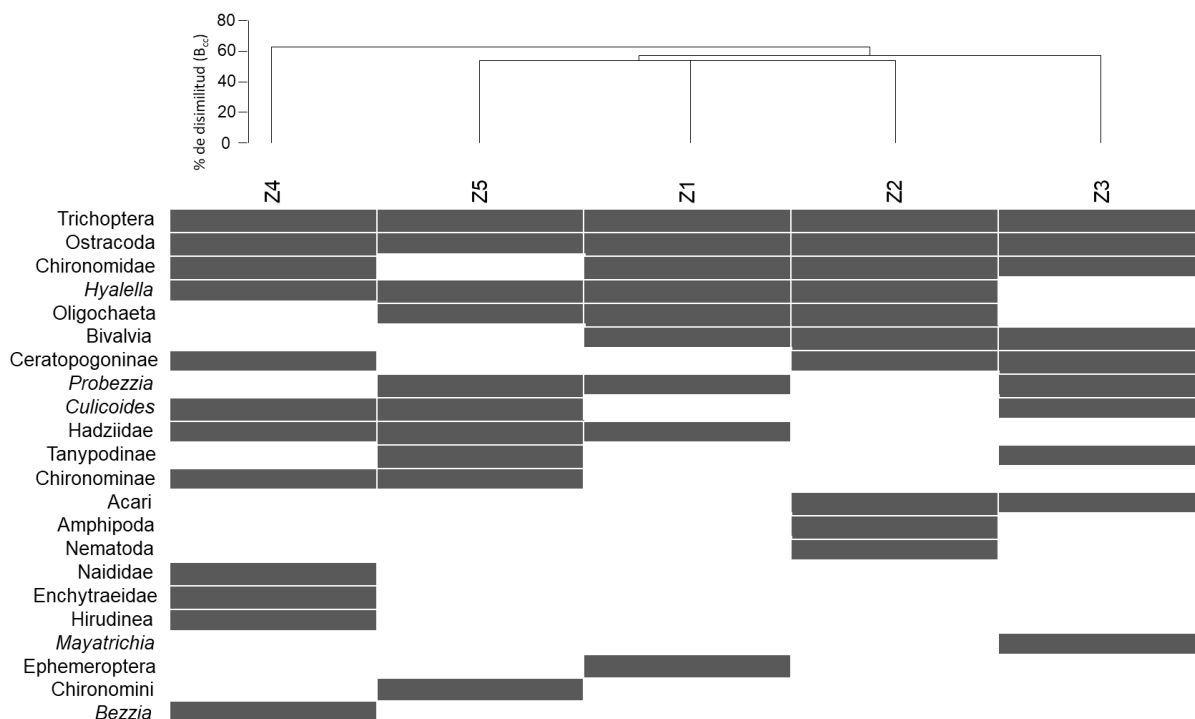 80
60
40
20
0
% de disimilitud (Bcc)
Z4
Z5
Z1
Z2
Z3
Trichoptera
Ostracoda
Chironomidae
Hyalella
Oligochaeta
Bivalvia
Ceratopogoninae
Probezzia
Culicoides
Hadziidae
Tanypodinae
Chironominae
Acari
Amphipoda
Nematoda
Naididae
Enchytraeidae
Hirudinea
Mayatrichia
Ephemeroptera
Chironomini
Bezzia